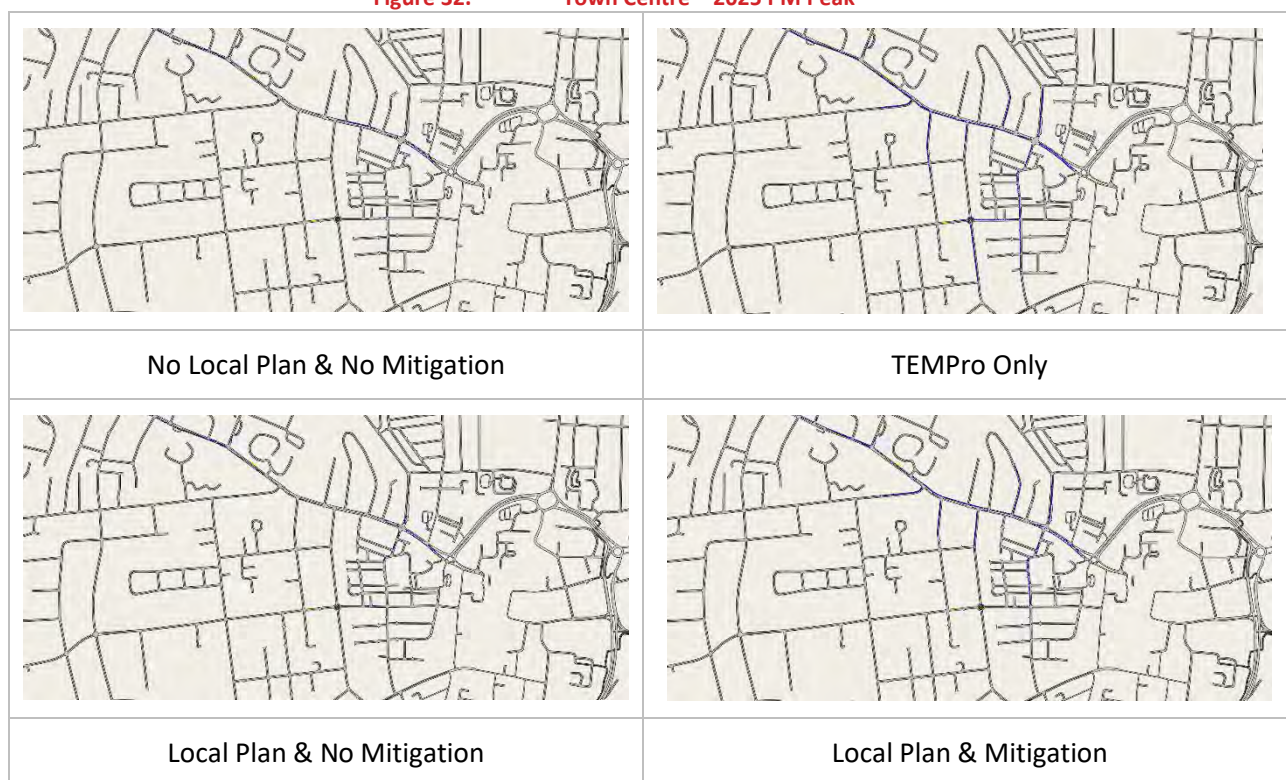 Figure 32. Town Centre – 2023 PM Peak
No Local Plan & No Mitigation
TEMPro Only
Local Plan & No Mitigation
Local Plan & Mitigation